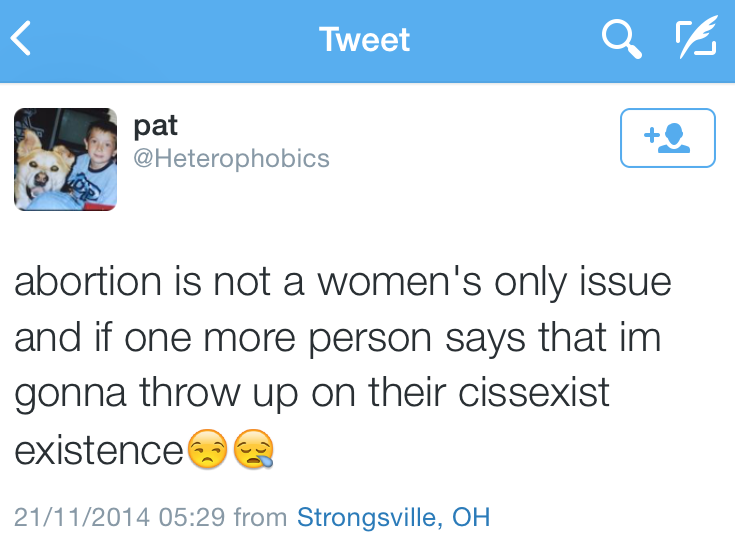 Tweet
pat
@Heterophobics
abortion is not a women's only issue
and if one more person says that im
gonna throw up on their cissexist
existence😒😪
21/11/2014 05:29 from Strongsville, OH